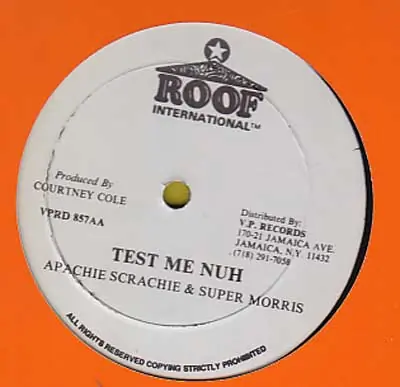 ROOF
INTERNATIONAL™
Produced By
COURTNEY COLE
VPRD 857AA
Distributed By:
V.P. RECORDS
170-21 JAMAICA AVE.
JAMAICA, N.Y. 11432
(718) 291-7058
TEST ME NUH
APACHIE SCRACHIE & SUPER MORRIS
ALL RIGHTS RESERVED COPYING STRICTLY PROHIBITED